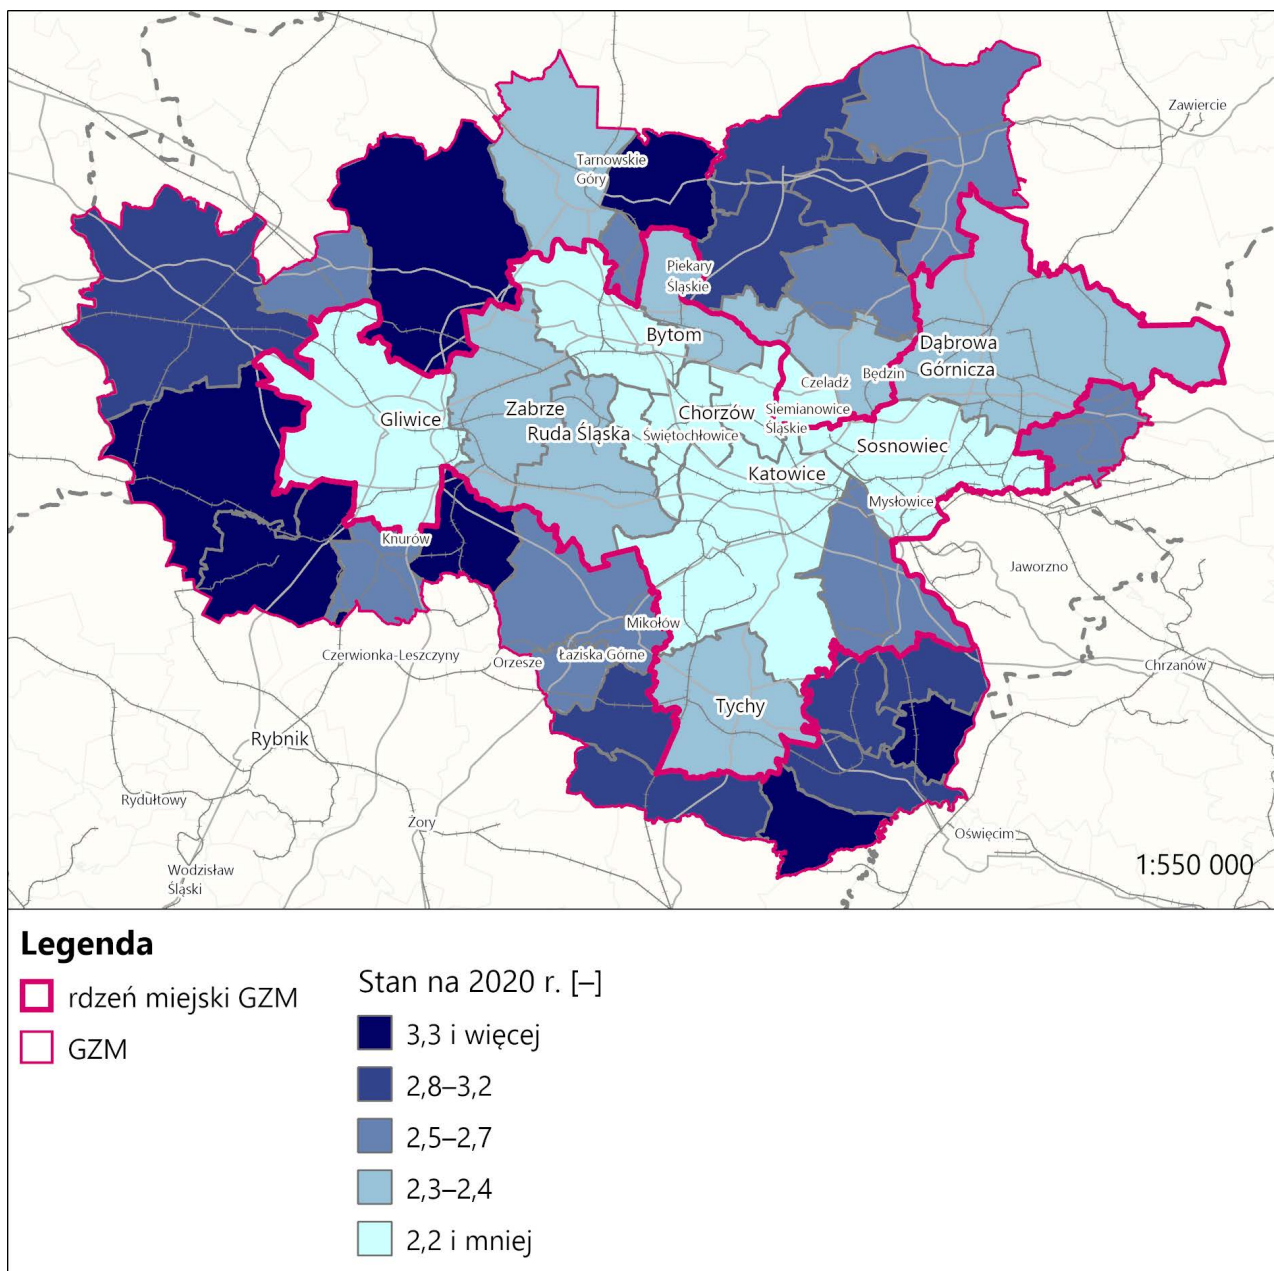 Zawiercie
Tarnowskie
Góry
Piekary
Śląskie
Bytom
Dąbrowa
Górnicza
Będzin
Czeladź
Zabrze
Chorzów
Siemianowice
Śląskie
Gliwice
Ruda Śląska
Świętochłowice
Sosnowiec
Katowice
Mysłowice
Knurów
Jaworzno
Mikołów
Czerwionka-Leszczyny
Orzesze
Łaziska Górne
Chrzanów
Tychy
Rybnik
Rydułtowy
Żory
Oświęcim
Wodzisław
Śląski
1:550 000
Legenda
rdzeń miejski GZM
GZM
Stan na 2020 r. [–]
3,3 i więcej
2,8–3,2
2,5–2,7
2,3–2,4
2,2 i mniej